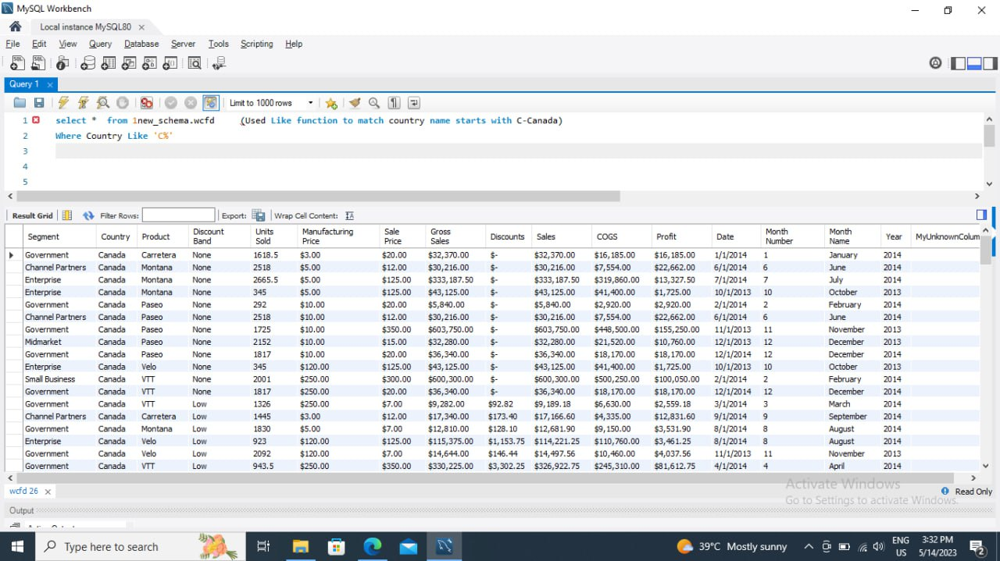 MySQL Workbench
Local instance MySQL80
File Edit View Query Database Server Tools Scripting Help
Query 1
Limit to 1000 rows
1 select * from 1new_schema.wcfd (Used Like function to match country name starts with C-Canada)
2 Where Country Like 'C%'
3
4
5
Result Grid Filter Rows: Export: Wrap Cell Content:
Segment Country Product Discount Band Units Sold Manufacturing Price Sale Price Gross Sales Discounts Sales COGS Profit Date Month Number Month Name Year MyUnknownColum
Government Canada Carretera None 1618.5 $3.00 $20.00 $32,370.00 $- $32,370.00 $16,185.00 $16,185.00 1/1/2014 1 January 2014
Channel Partners Canada Montana None 2518 $5.00 $12.00 $30,216.00 $- $30,216.00 $7,554.00 $22,662.00 6/1/2014 6 June 2014
Enterprise Canada Montana None 2665.5 $5.00 $125.00 $333,187.50 $- $333,187.50 $319,860.00 $13,327.50 7/1/2014 7 July 2014
Enterprise Canada Montana None 345 $5.00 $125.00 $43,125.00 $- $43,125.00 $41,400.00 $1,725.00 10/1/2013 10 October 2013
Government Canada Paseo None 292 $10.00 $20.00 $5,840.00 $- $5,840.00 $2,920.00 $2,920.00 2/1/2014 2 February 2014
Channel Partners Canada Paseo None 2518 $10.00 $12.00 $30,216.00 $- $30,216.00 $7,554.00 $22,662.00 6/1/2014 6 June 2014
Government Canada Paseo None 1725 $10.00 $350.00 $603,750.00 $- $603,750.00 $448,500.00 $155,250.00 11/1/2013 11 November 2013
Midmarket Canada Paseo None 2152 $10.00 $15.00 $32,280.00 $- $32,280.00 $21,520.00 $10,760.00 12/1/2013 12 December 2013
Government Canada Paseo None 1817 $10.00 $20.00 $36,340.00 $- $36,340.00 $18,170.00 $18,170.00 12/1/2014 12 December 2014
Enterprise Canada Velo None 345 $120.00 $125.00 $43,125.00 $- $43,125.00 $41,400.00 $1,725.00 10/1/2013 10 October 2013
Small Business Canada VTT None 2001 $250.00 $300.00 $600,300.00 $- $600,300.00 $500,250.00 $100,050.00 2/1/2014 2 February 2014
Government Canada VTT None 1817 $250.00 $20.00 $36,340.00 $- $36,340.00 $18,170.00 $18,170.00 12/1/2014 12 December 2014
Government Canada VTT Low 1326 $250.00 $7.00 $9,282.00 $92.82 $9,189.18 $6,630.00 $2,559.18 3/1/2014 3 March 2014
Channel Partners Canada Carretera Low 1445 $3.00 $12.00 $17,340.00 $173.40 $17,166.60 $4,335.00 $12,831.60 9/1/2014 9 September 2014
Government Canada Montana Low 1830 $5.00 $7.00 $12,810.00 $128.10 $12,681.90 $9,150.00 $3,531.90 8/1/2014 8 August 2014
Enterprise Canada Velo Low 923 $120.00 $125.00 $115,375.00 $1,153.75 $114,221.25 $110,760.00 $3,461.25 8/1/2014 8 August 2014
Government Canada Velo Low 2092 $120.00 $7.00 $14,644.00 $146.44 $14,497.56 $10,460.00 $4,037.56 11/1/2013 11 November 2013
Government Canada VTT Low 943.5 $250.00 $350.00 $330,225.00 $3,302.25 $326,922.75 $245,310.00 $81,612.75 4/1/2014 4 April 2014
wcfd 26 Read Only
Activate Windows
Go to Settings to activate Windows.
Output
Type here to search 39°C Mostly sunny ENG US 3:32 PM 5/14/2023 2